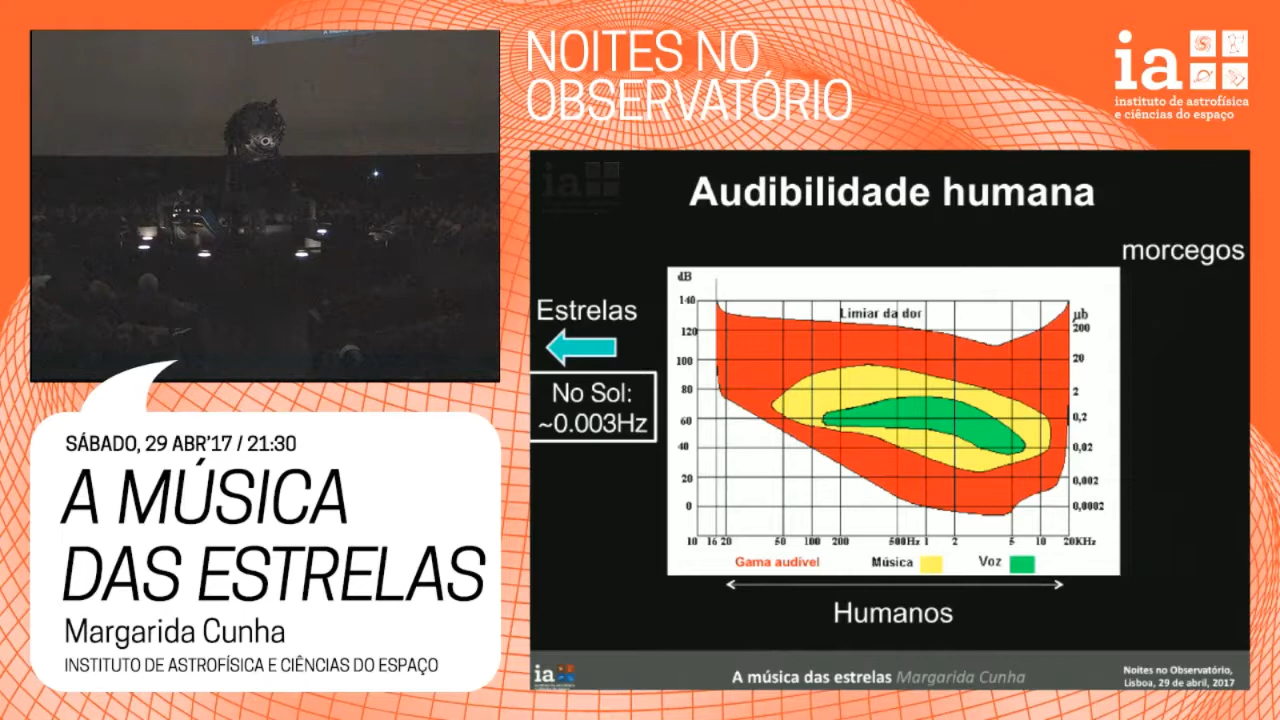 NOITES NO
OBSERVATÓRIO
ia
instituto de astrofísica
e ciências do espaço
SÁBADO, 29 ABR'17 / 21:30
A MÚSICA
DAS ESTRELAS
Margarida Cunha
INSTITUTO DE ASTROFÍSICA E CIÊNCIAS DO ESPAÇO
ia
Audibilidade humana
morcegos
Estrelas
No Sol:
~0.003Hz
dB
140
120
100
80
60
40
20
0
Limiar da dor
µb
200
20
2
0,2
0,02
0,002
0,0002
10 16 20 50 100 200 500Hz 1 2 5 10 20KHz
Gama audível Música Voz
Humanos
ia
A música das estrelas Margarida Cunha
Noites no Observatório,
Lisboa, 29 de abril, 2017